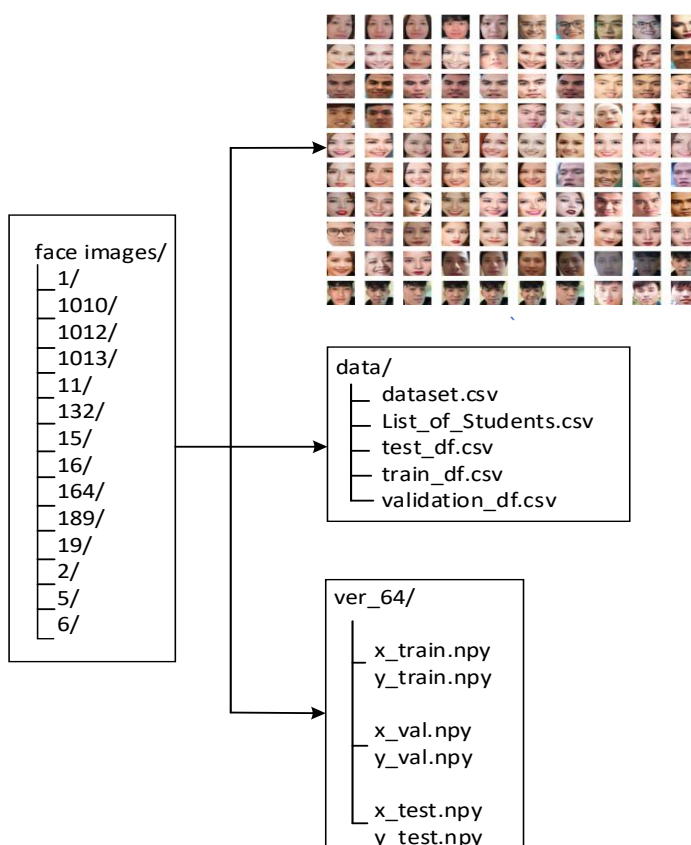 face images/
1/
1010/
1012/
1013/
11/
132/
15/
16/
164/
189/
19/
2/
5/
6/
data/
dataset.csv
List_of_Students.csv
test_df.csv
train_df.csv
validation_df.csv
ver_64/
x_train.npy
y_train.npy
x_val.npy
y_val.npy
x_test.npy
y_test.npy